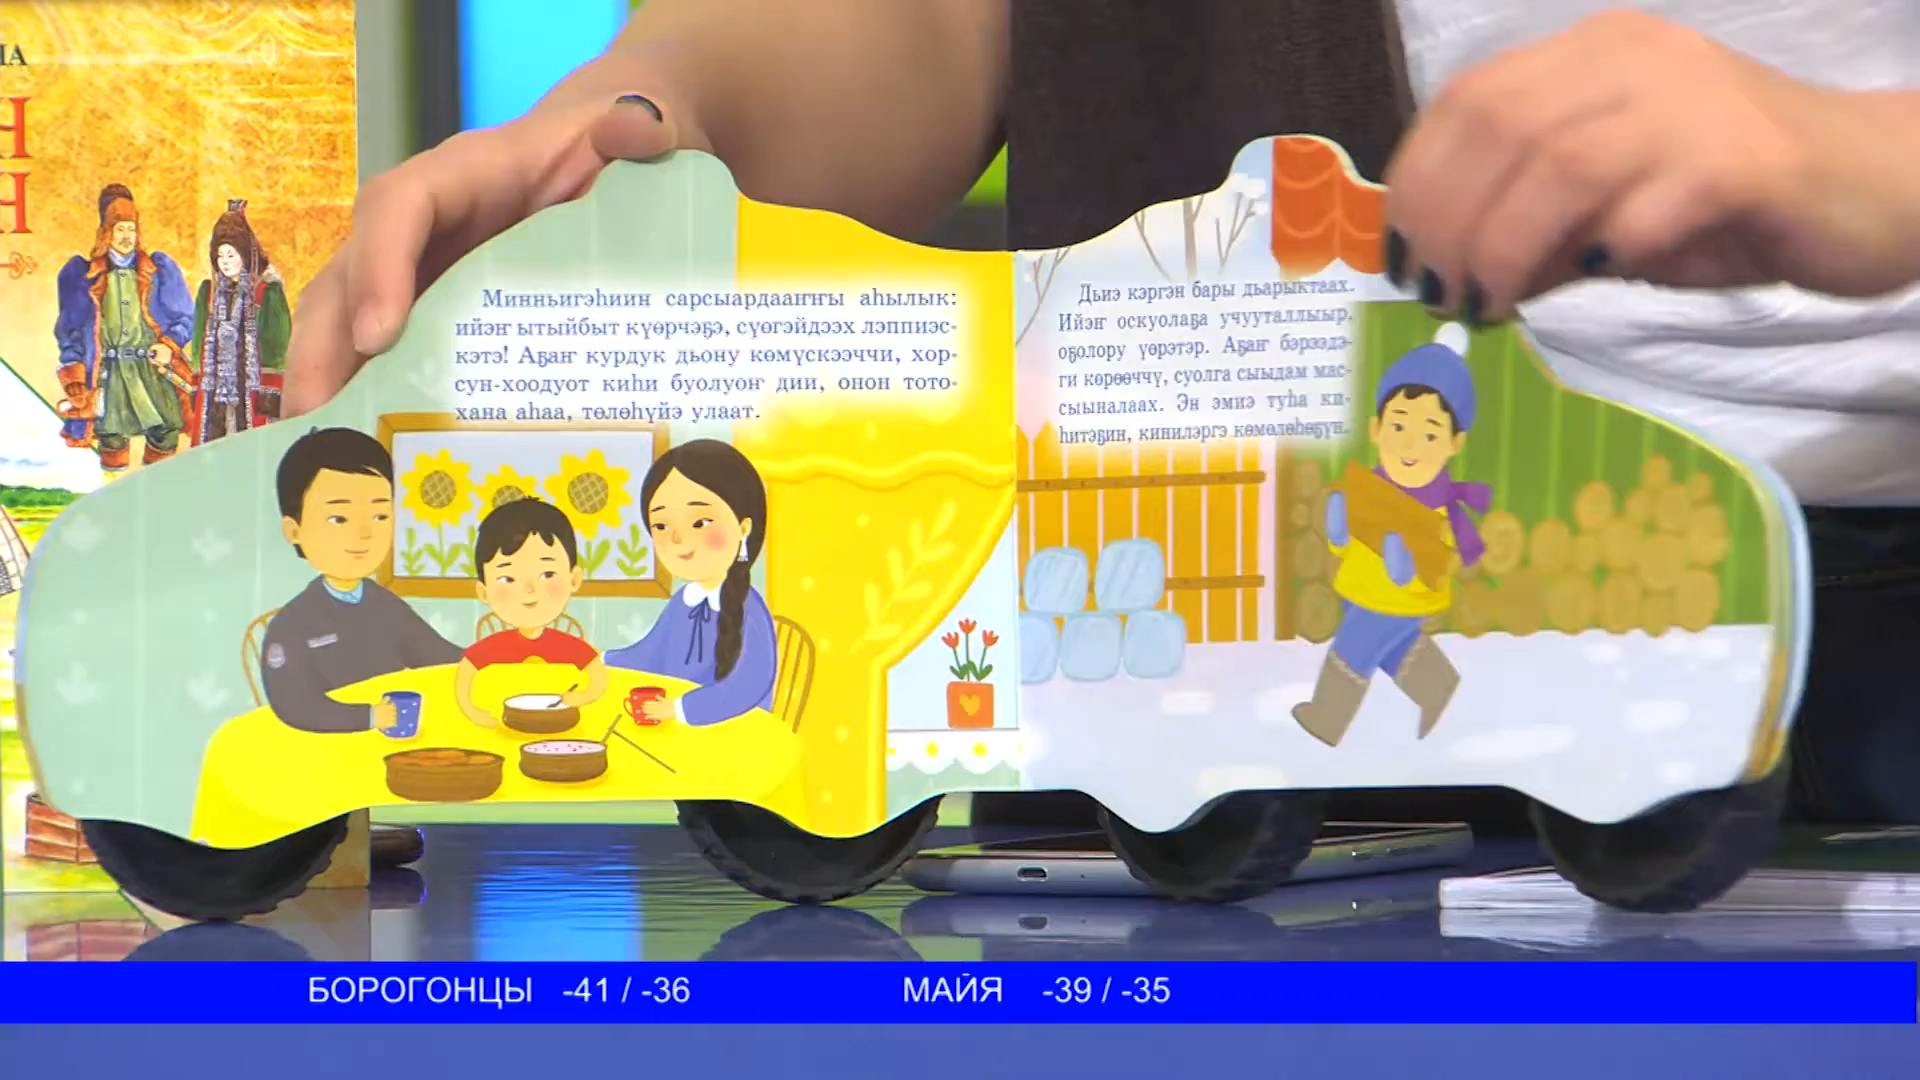 Минньигэһиин сарсыардааҥҥы аһылык:
ийэҥ ытыйбыт күөрчэҕэ, сүөгэйдээх лэппиэс-
кэтэ! Аҕаҥ курдук дьону көмүскээччи, хор-
сун-хоодуот киһи буолуоҥ дии, онон тото-
хана аһаа, төлөһүйэ улаат.
Дьиэ кэргэн бары дьарыктаах.
Ийэҥ оскуолаҕа учууталлыыр,
оҕолору үөрэтэр. Аҕаҥ бэрээдэ-
ги көрөөччү, суолга сыыдам мас-
сыыналаах. Эн эмиэ туһа ки-
һитэҕин, кинилэргэ көмөлөһөҕүн.
БОРОГОНЦЫ -41 / -36 МАЙЯ -39 / -35